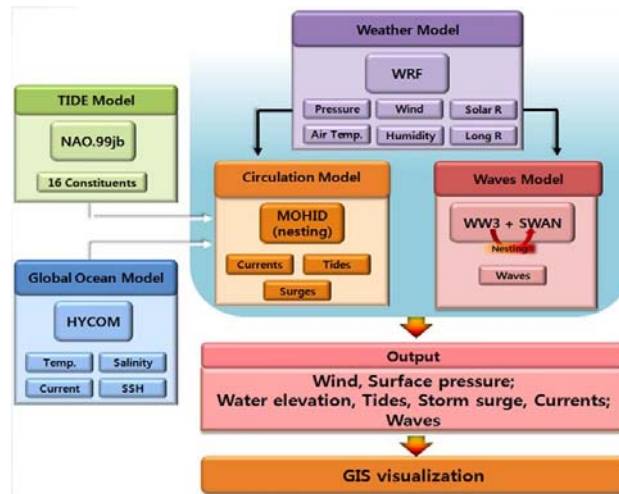 Weather Model
WRF
Pressure
Wind
Solar R
Air Temp.
Humidity
Long R
TIDE Model
NAO.99jb
16 Constituents
Circulation Model
MOHID
(nesting)
Currents
Tides
Surges
Waves Model
WW3 + SWAN
Nesting
Waves
Global Ocean Model
HYCOM
Temp.
Salinity
Current
SSH
Output
Wind, Surface pressure;
Water elevation, Tides, Storm surge, Currents;
Waves
GIS visualization